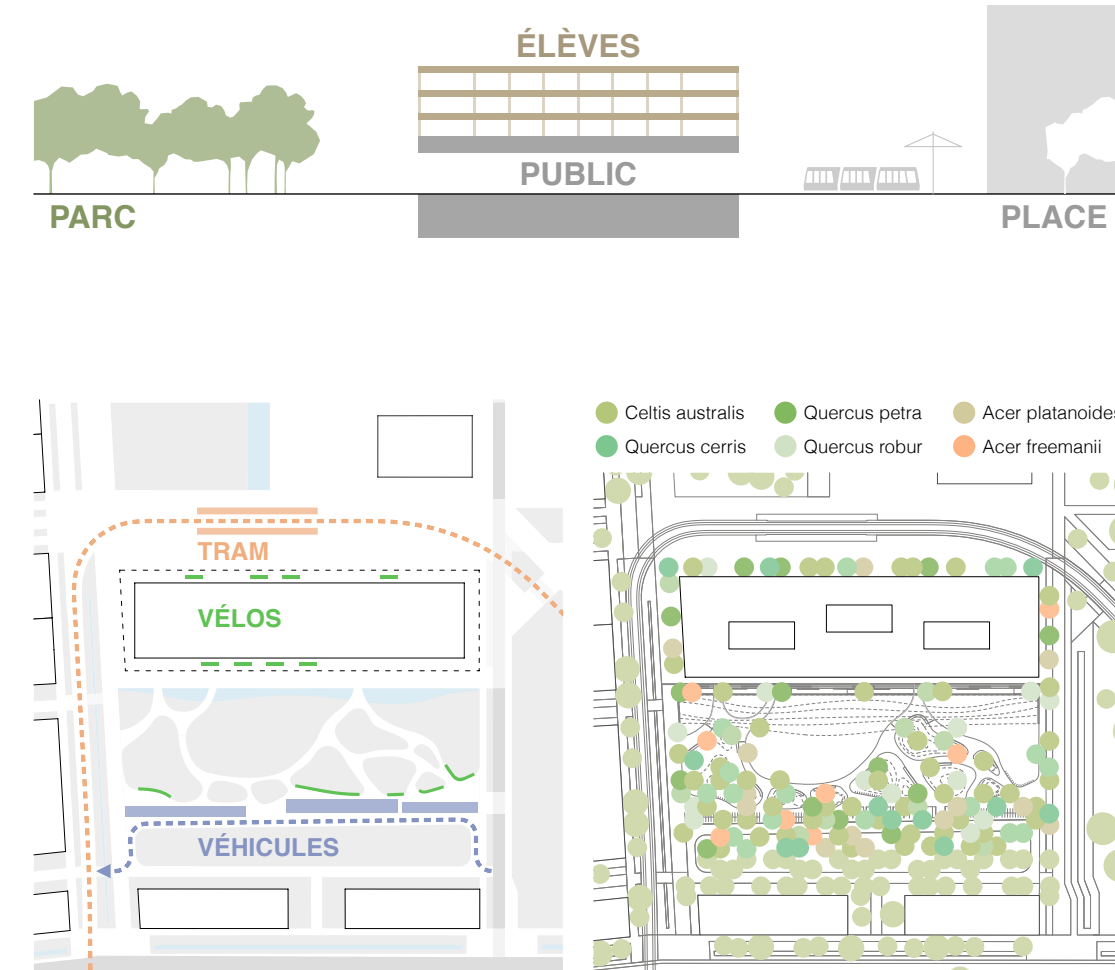 ÉLÈVES
PUBLIC
PARC
PLACE
Celtis australis
Quercus petra
Acer platanoides
Quercus cerris
Quercus robur
Acer freemanii
TRAM
VÉLOS
VÉHICULES